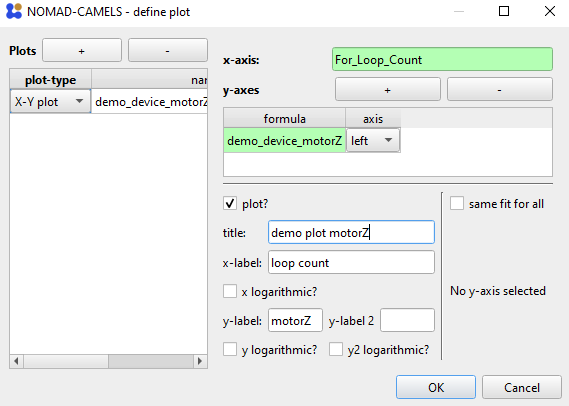 NOMAD-CAMELS - define plot
Plots
+
-
plot-type
nar
X-Y plot
demo_device_motorZ
x-axis:
For_Loop_Count
y-axes
+
-
formula
axis
demo_device_motorZ
left
plot?
title:
demo plot motorZ
x-label:
loop count
x logarithmic?
y-label:
motorZ
y-label 2
y logarithmic?
y2 logarithmic?
same fit for all
No y-axis selected
OK
Cancel